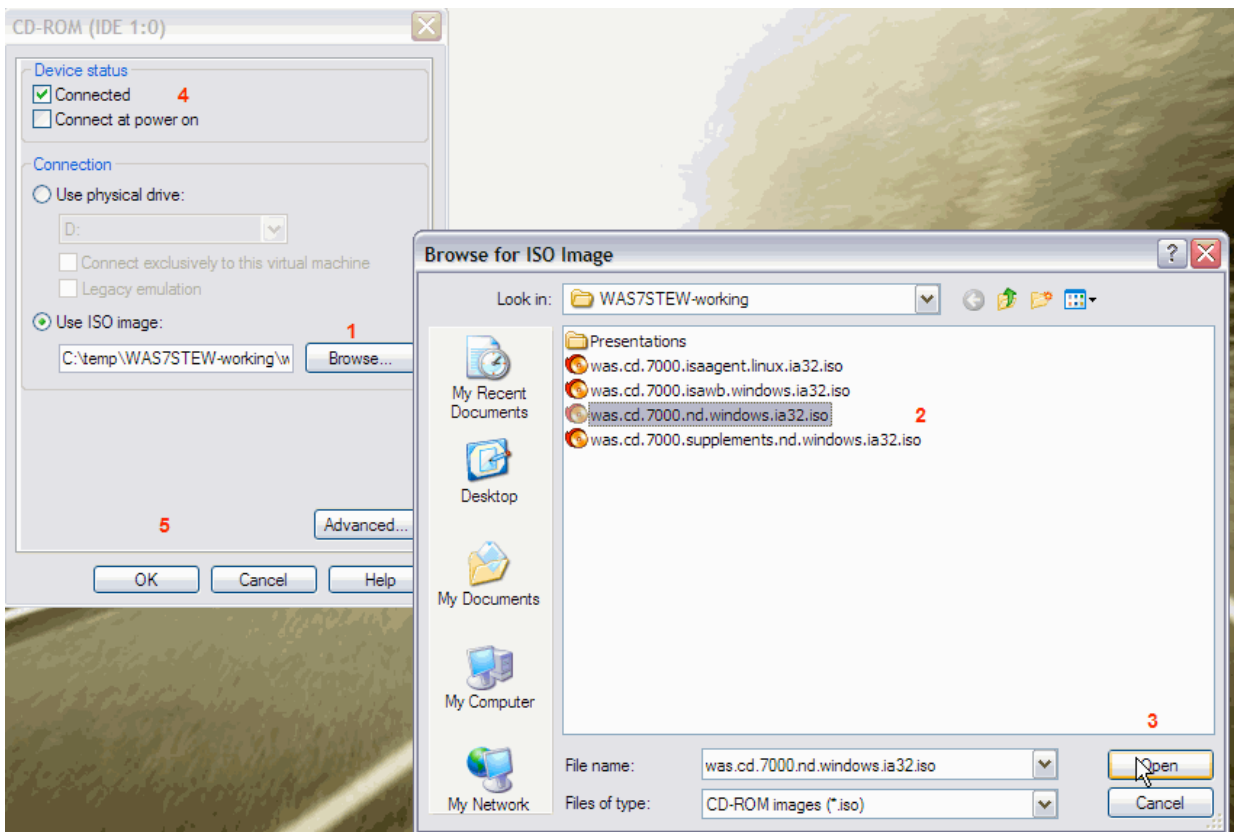 CD-ROM (IDE 1:0)
Device status
Connected 4
Connect at power on
Connection
Use physical drive:
D:
Connect exclusively to this virtual machine
Legacy emulation
Use ISO image:
1
C:\temp\WAS7STEW-working\w Browse...
5 Advanced...
OK Cancel Help
Browse for ISO Image
Look in: WAS7STEW-working
My Recent Documents
Desktop
My Documents
My Computer
My Network
Presentations
was.cd.7000.isaagent.linux.ia32.iso
was.cd.7000.isawb.windows.ia32.iso
was.cd.7000.nd.windows.ia32.iso 2
was.cd.7000.supplements.nd.windows.ia32.iso
3
File name: was.cd.7000.nd.windows.ia32.iso Open
Files of type: CD-ROM images (*.iso) Cancel